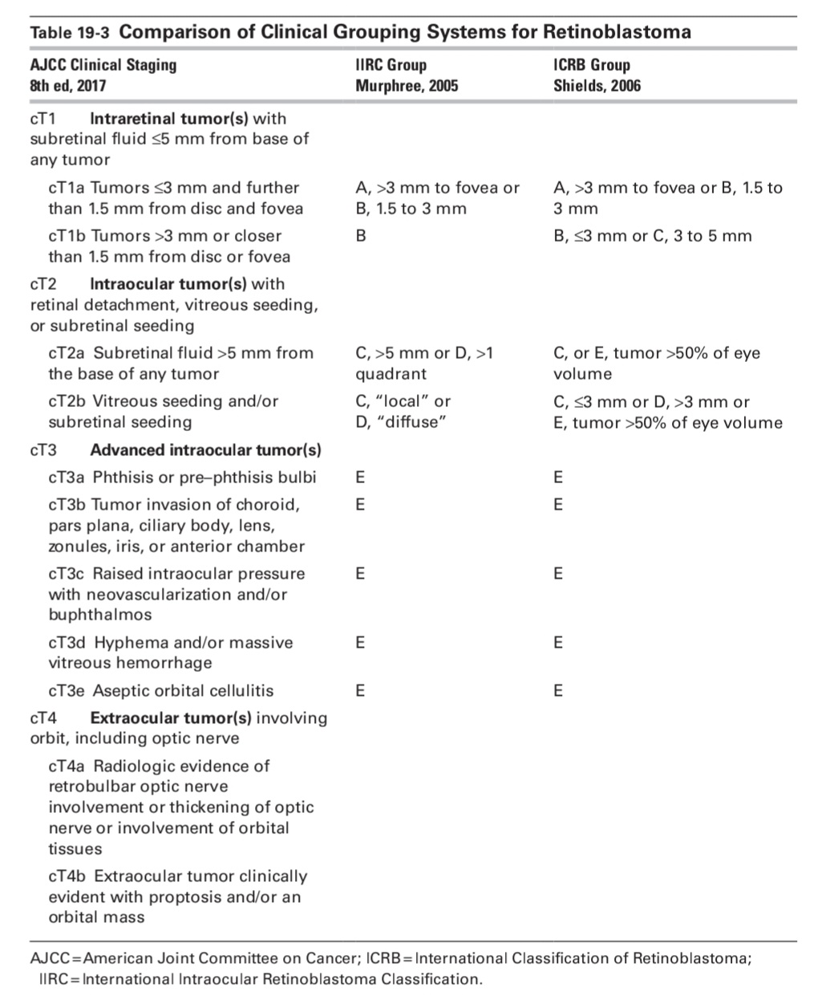 Table 19-3 Comparison of Clinical Grouping Systems for Retinoblastoma
AJCC Clinical Staging
8th ed, 2017
IIRC Group
Murphree, 2005
ICRB Group
Shields, 2006
cT1 Intraretinal tumor(s) with
subretinal fluid ≤5 mm from base of
any tumor
cT1a Tumors ≤3 mm and further
than 1.5 mm from disc and fovea
A, >3 mm to fovea or
B, 1.5 to 3 mm
A, >3 mm to fovea or B, 1.5 to
3 mm
cT1b Tumors >3 mm or closer
than 1.5 mm from disc or fovea
B
B, ≤3 mm or C, 3 to 5 mm
cT2 Intraocular tumor(s) with
retinal detachment, vitreous seeding,
or subretinal seeding
cT2a Subretinal fluid >5 mm from
the base of any tumor
C, >5 mm or D, >1
quadrant
C, or E, tumor >50% of eye
volume
cT2b Vitreous seeding and/or
subretinal seeding
C, “local” or
D, “diffuse”
C, ≤3 mm or D, >3 mm or
E, tumor >50% of eye volume
cT3 Advanced intraocular tumor(s)
cT3a Phthisis or pre–phthisis bulbi
E
E
cT3b Tumor invasion of choroid,
pars plana, ciliary body, lens,
zonules, iris, or anterior chamber
E
E
cT3c Raised intraocular pressure
with neovascularization and/or
buphthalmos
E
E
cT3d Hyphema and/or massive
vitreous hemorrhage
E
E
cT3e Aseptic orbital cellulitis
E
E
cT4 Extraocular tumor(s) involving
orbit, including optic nerve
cT4a Radiologic evidence of
retrobulbar optic nerve
involvement or thickening of optic
nerve or involvement of orbital
tissues
cT4b Extraocular tumor clinically
evident with proptosis and/or an
orbital mass
AJCC=American Joint Committee on Cancer; ICRB=International Classification of Retinoblastoma;
IIRC=International Intraocular Retinoblastoma Classification.